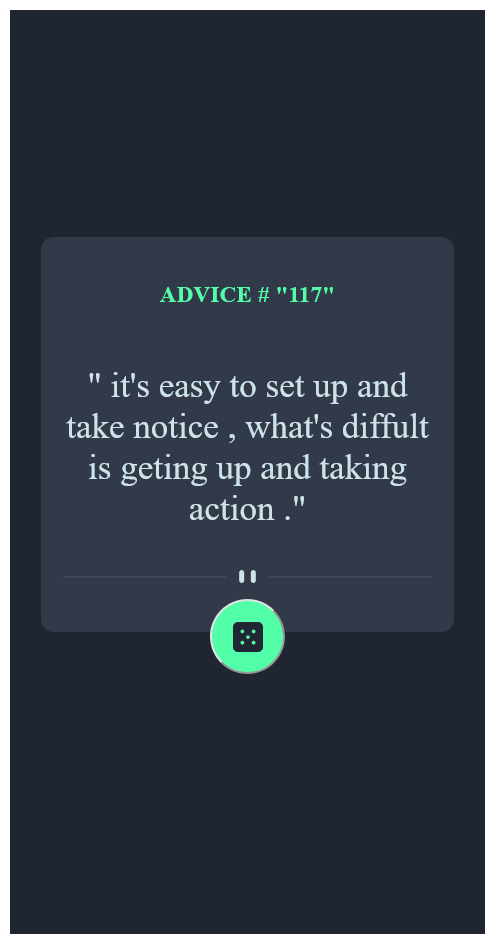 ADVICE # "117"
" it's easy to set up and
take notice , what's diffult
is geting up and taking
action ."